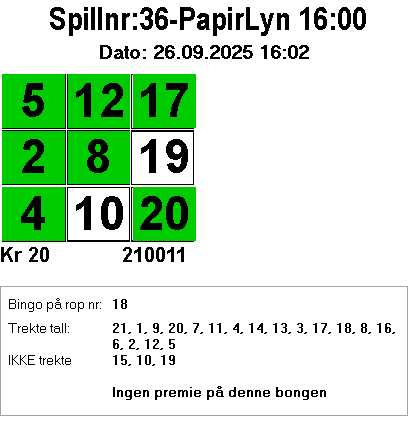 Spillnr:36-PapirLyn 16:00
Dato: 26.09.2025 16:02
5 12 17
2 8 19
4 10 20
Kr 20 210011
Bingo på rop nr: 18
Trekte tall: 21, 1, 9, 20, 7, 11, 4, 14, 13, 3, 17, 18, 8, 16,
6, 2, 12, 5
IKKE trekte 15, 10, 19
Ingen premie på denne bongen